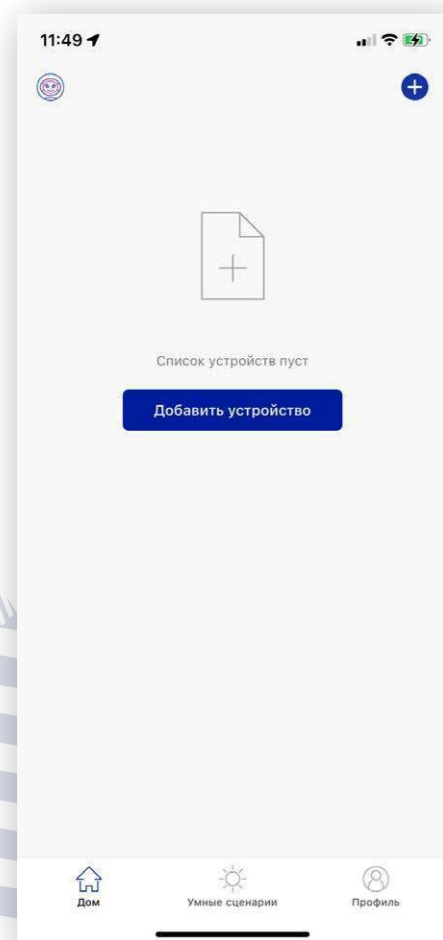 11:49
Список устройств пуст
Добавить устройство
Дом
Умные сценарии
Профиль